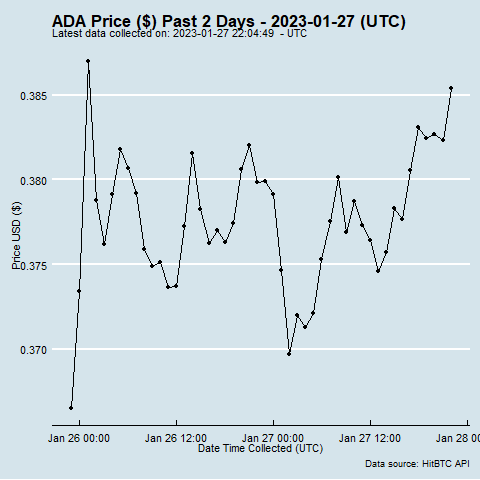 ADA Price ($) Past 2 Days - 2023-01-27 (UTC)
Latest data collected on: 2023-01-27 22:04:49 - UTC
0.385
0.380
0.375
0.370
Price USD ($)
Jan 26 00:00 Jan 26 12:00 Jan 27 00:00 Jan 27 12:00 Jan 28 00
Date Time Collected (UTC)
Data source: HitBTC API